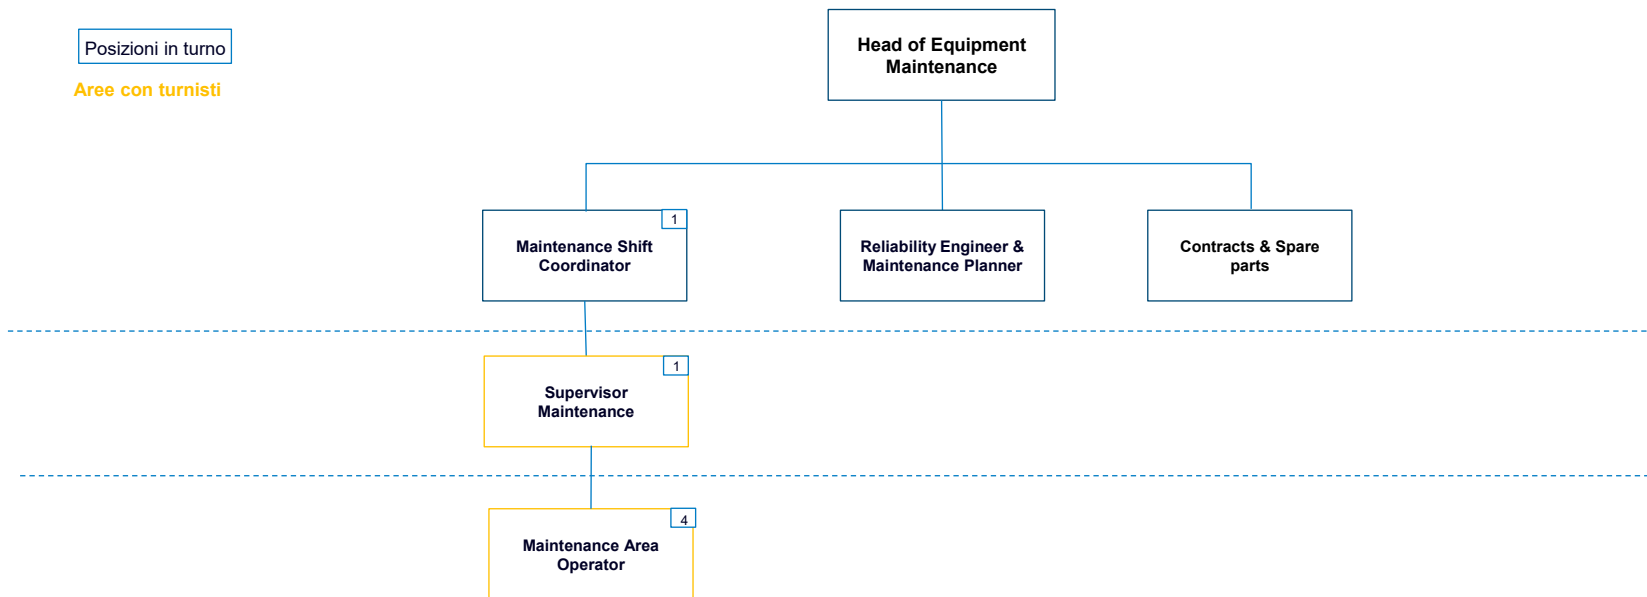 Posizioni in turno
Aree con turnisti
Head of Equipment
Maintenance
1
Maintenance Shift
Coordinator
Reliability Engineer &
Maintenance Planner
Contracts & Spare
parts
1
Supervisor
Maintenance
4
Maintenance Area
Operator